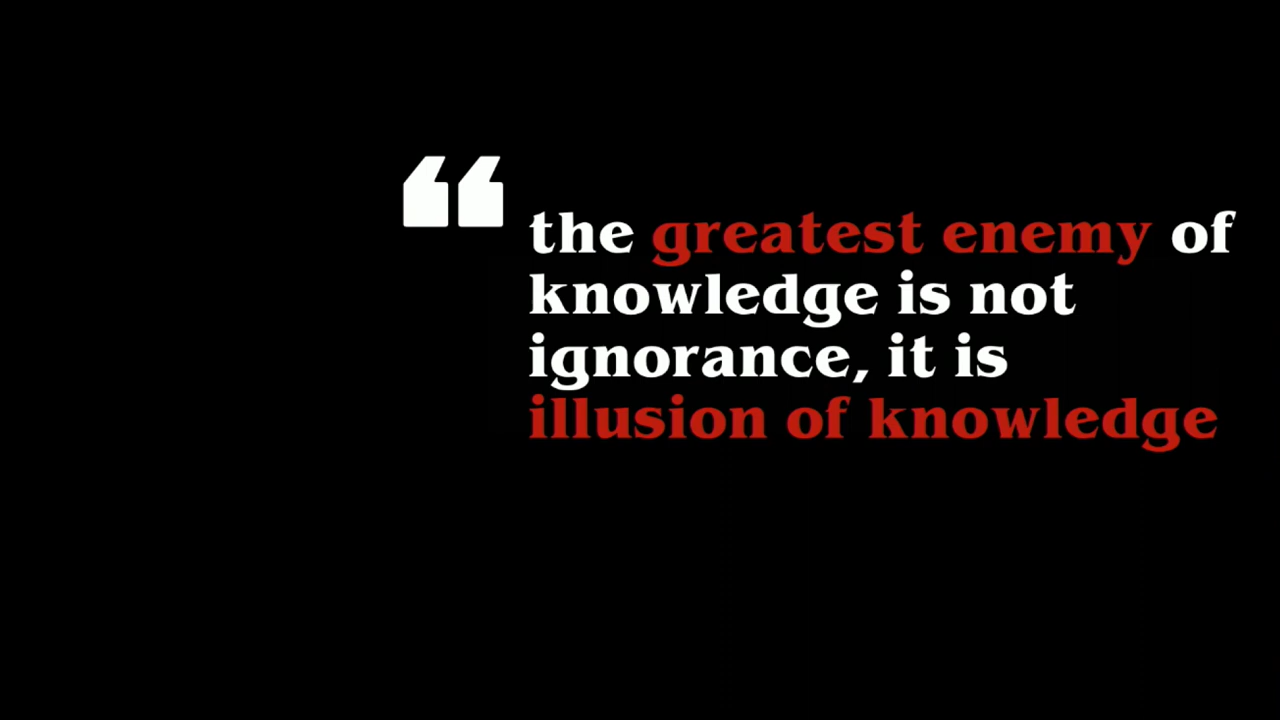 “ the greatest enemy of
knowledge is not
ignorance, it is
illusion of knowledge